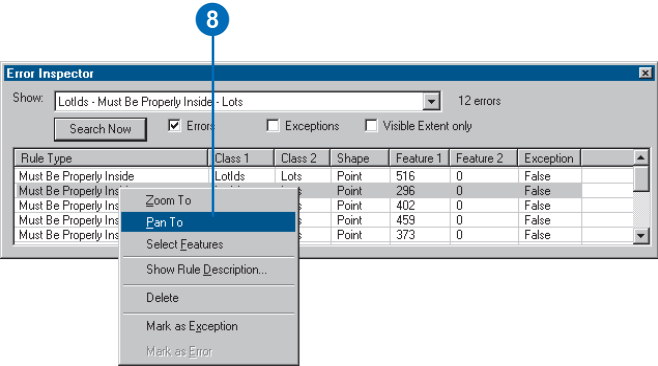 8
Error Inspector
Show: LotIds - Must Be Properly Inside - Lots 12 errors
Search Now Errors Exceptions Visible Extent only
Rule Type Class 1 Class 2 Shape Feature 1 Feature 2 Exception
Must Be Properly Inside LotIds Lots Point 516 0 False
Must Be Properly Ins Point 296 0 False
Must Be Properly Ins Point 402 0 False
Must Be Properly Ins Point 459 0 False
Must Be Properly Ins Point 373 0 False
Zoom To
Pan To
Select Features
Show Rule Description...
Delete
Mark as Exception
Mark as Error